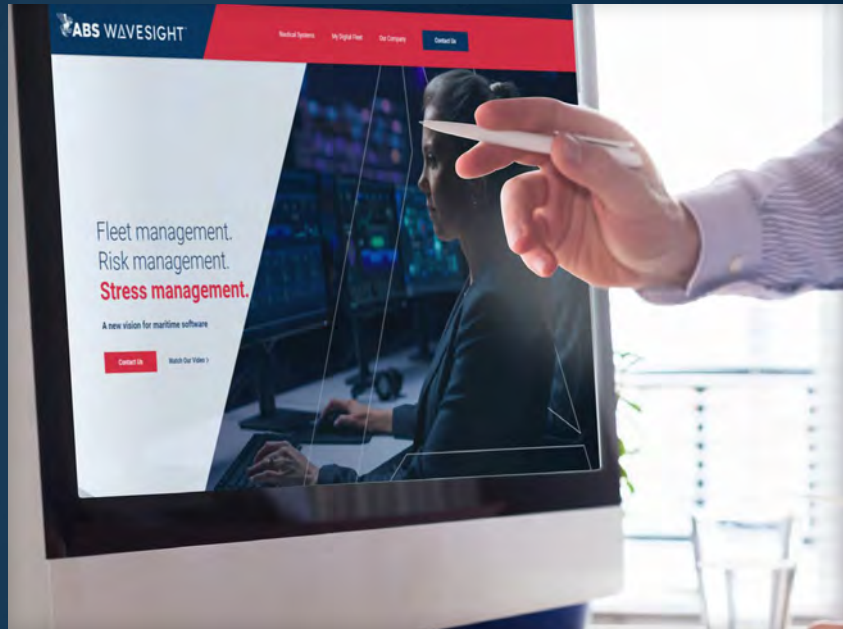 ABS WAVESIGHT™
Nautical Systems My Digital Fleet Our Company Contact Us
Fleet management.
Risk management.
Stress management.
A new vision for maritime software
Contact Us Watch Our Video >